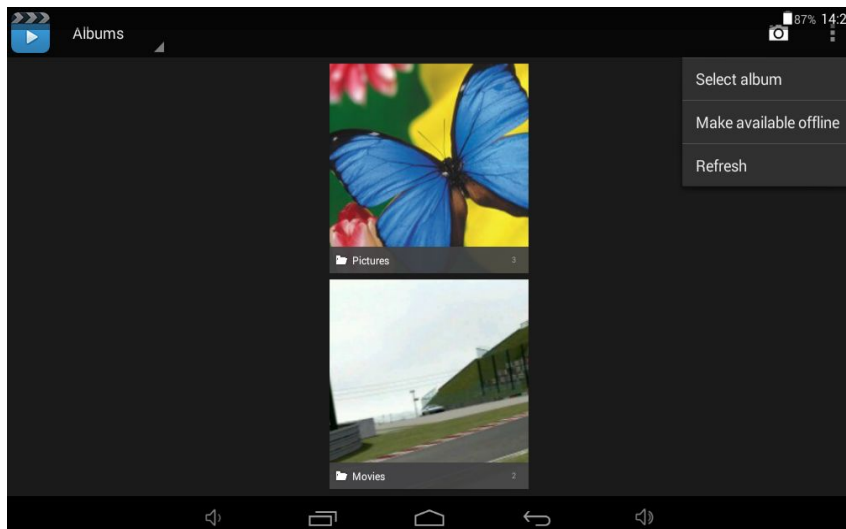 87% 14:2
Albums
Select album
Make available offline
Refresh
Pictures 3
Movies 2